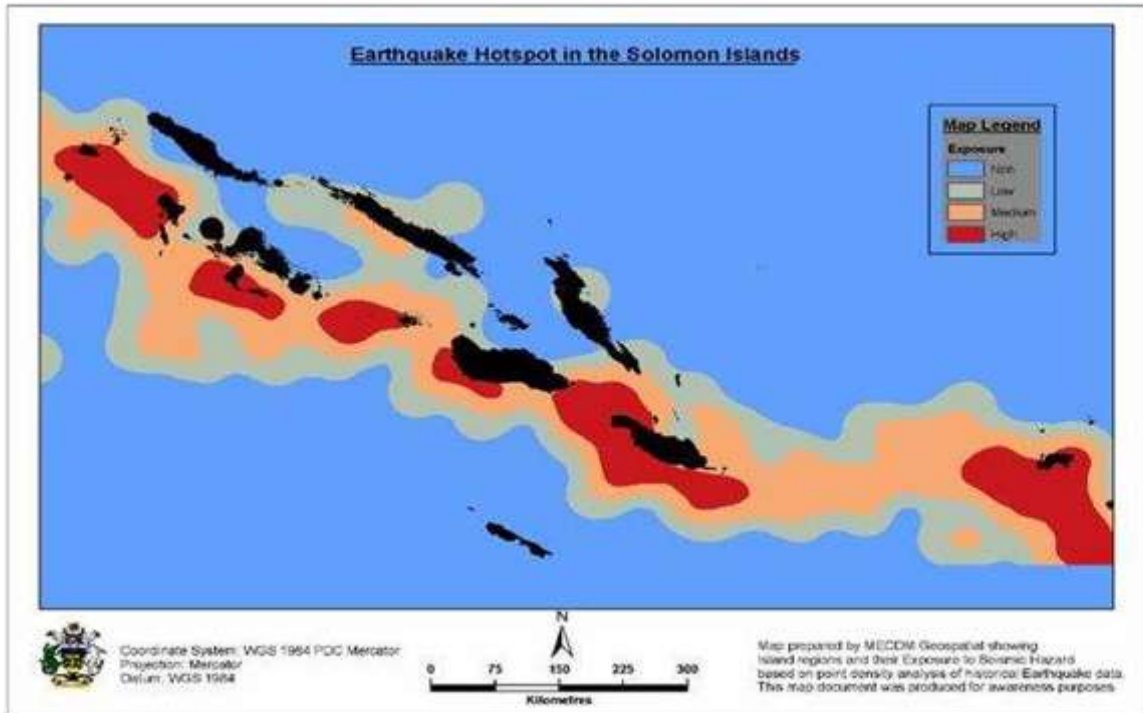 Earthquake Hotspot in the Solomon Islands
Map Legend
Exposure
Non
Low
Medium
High
N
0 75 150 225 300
Kilometres
Coordinate System: WGS 1984 PDC Mercator
Projection: Mercator
Datum: WGS 1984
Map prepared by MECDM Geospatial showing
Island regions and their Exposure to Seismic Hazard
based on point density analysis of historical Earthquake data.
This map document was produced for awareness purposes